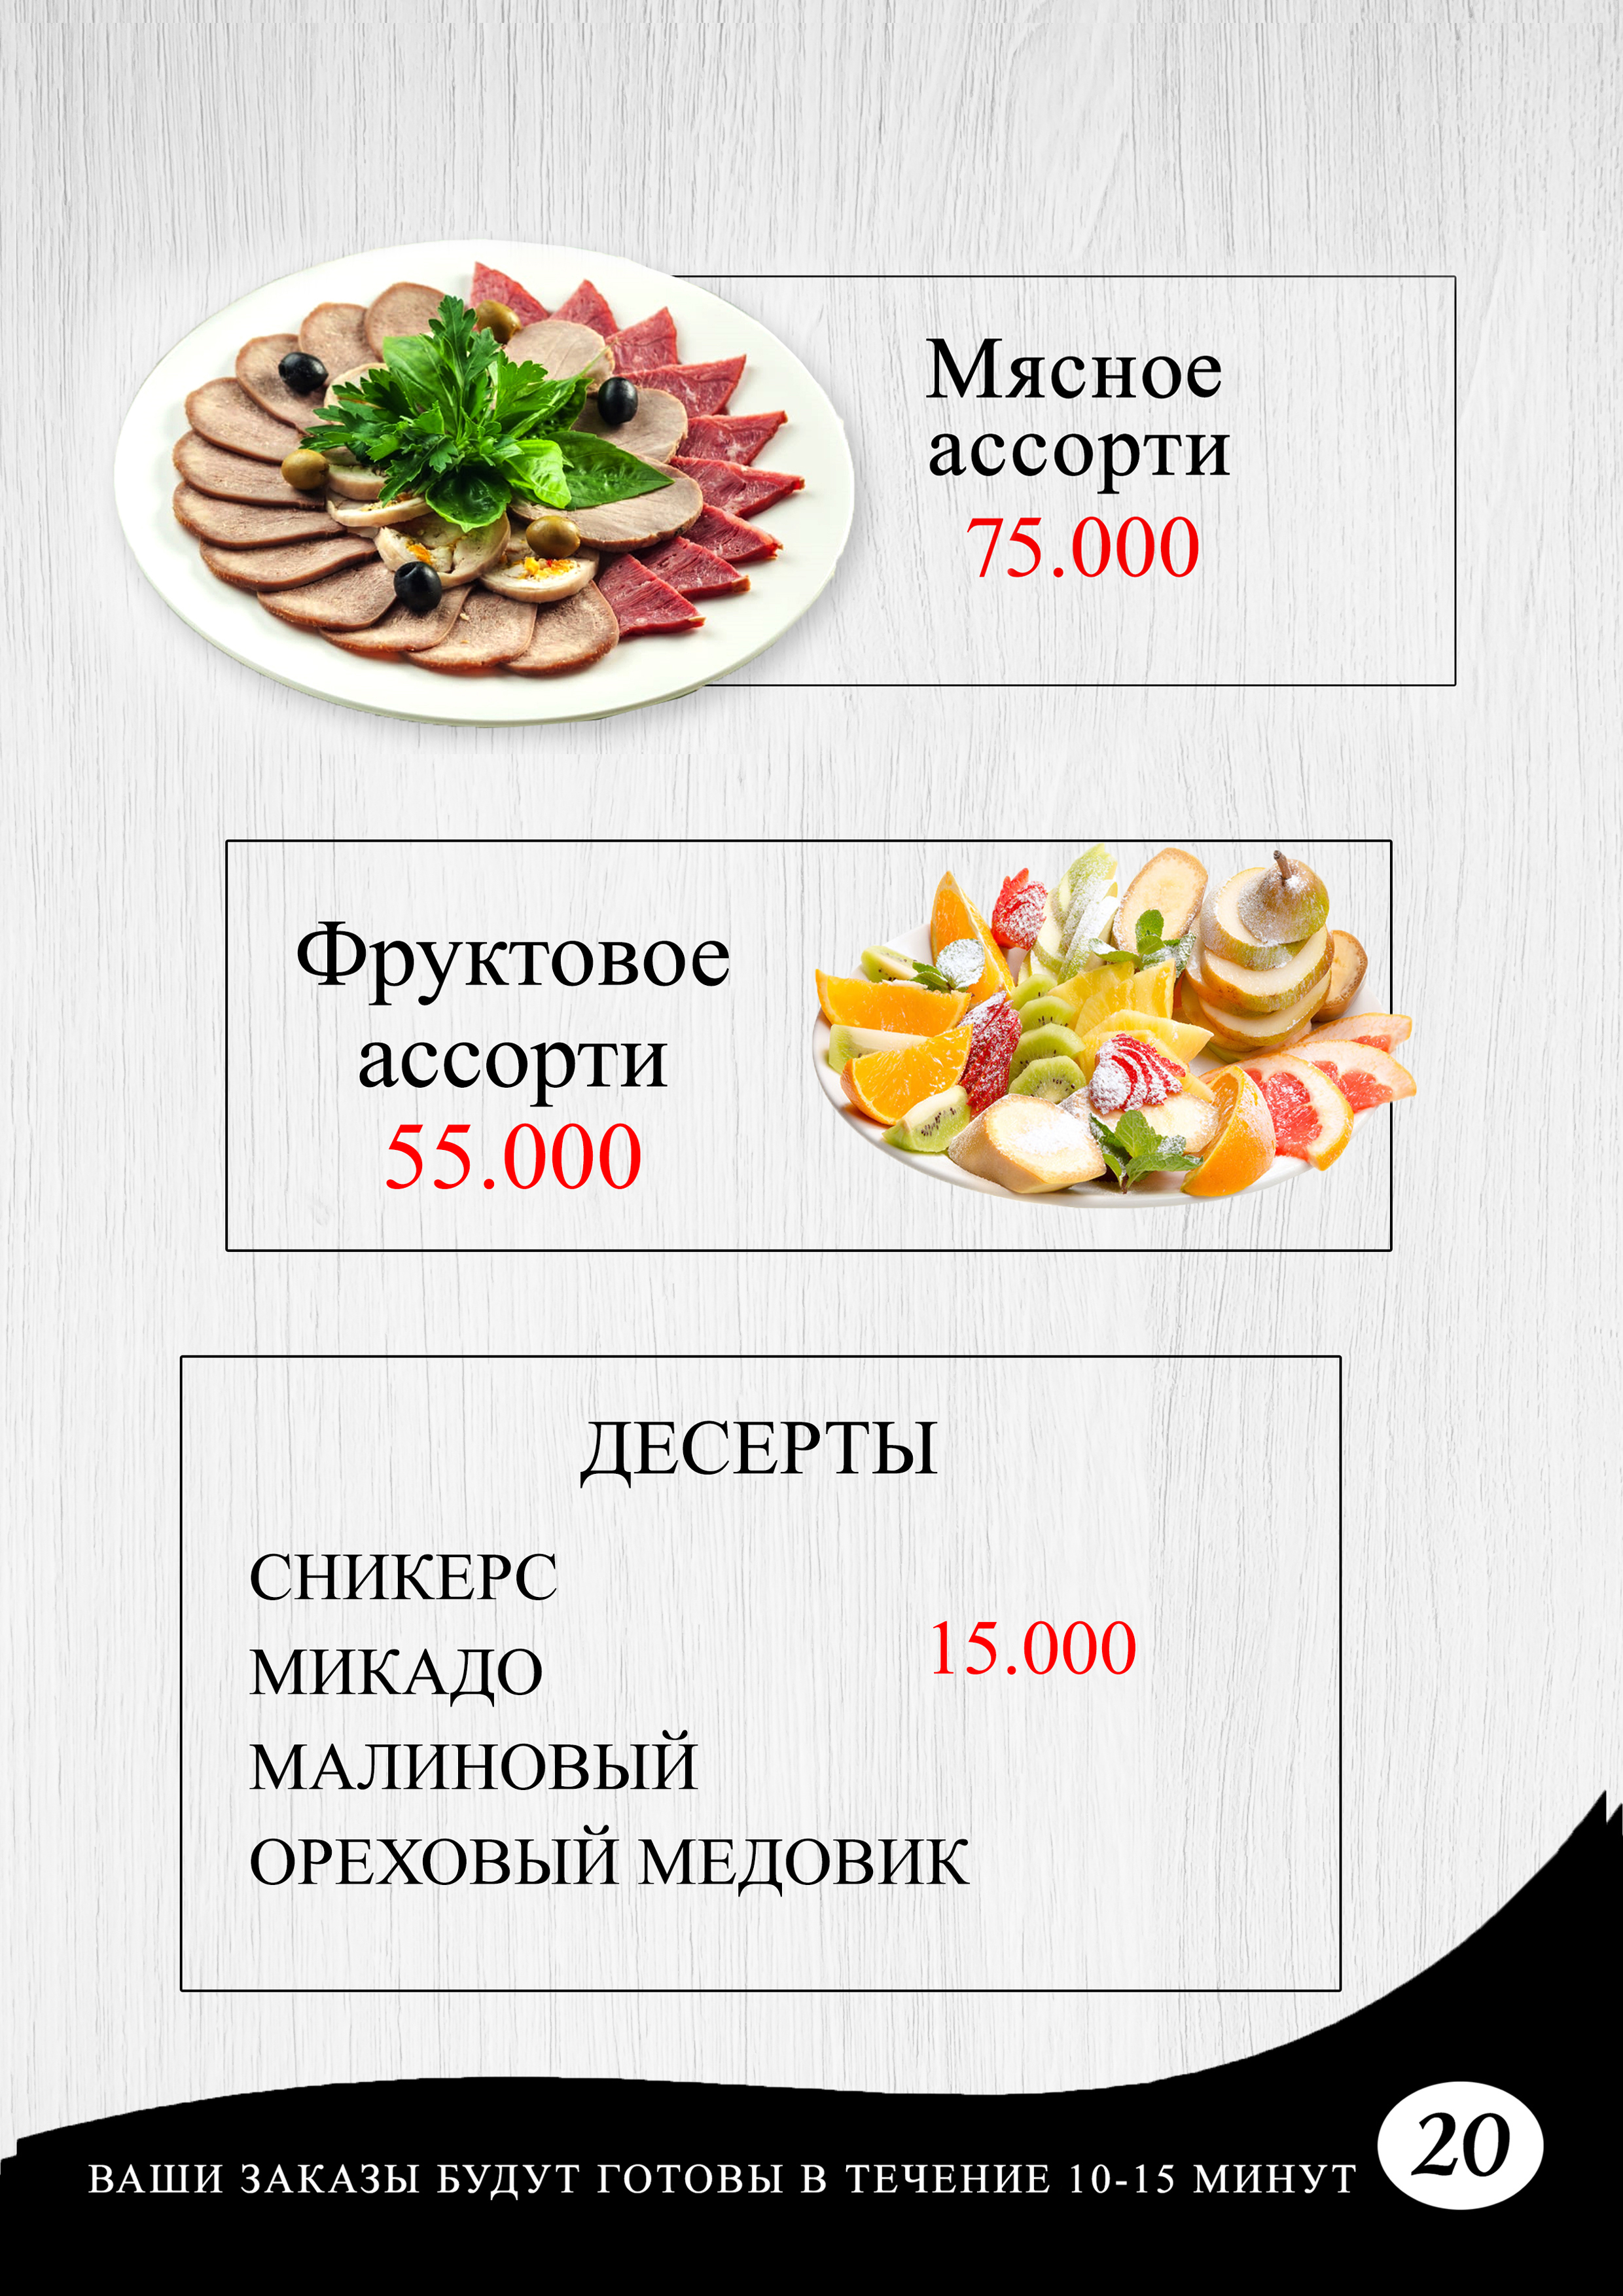 Мясное
ассорти
75.000
Фруктовое
ассорти
55.000
ДЕСЕРТЫ
СНИКЕРС
15.000
МИКАДО
МАЛИНОВЫЙ
ОРЕХОВЫЙ МЕДОВИК
ВАШИ ЗАКАЗЫ БУДУТ ГОТОВЫ В ТЕЧЕНИЕ 10-15 МИНУТ
20